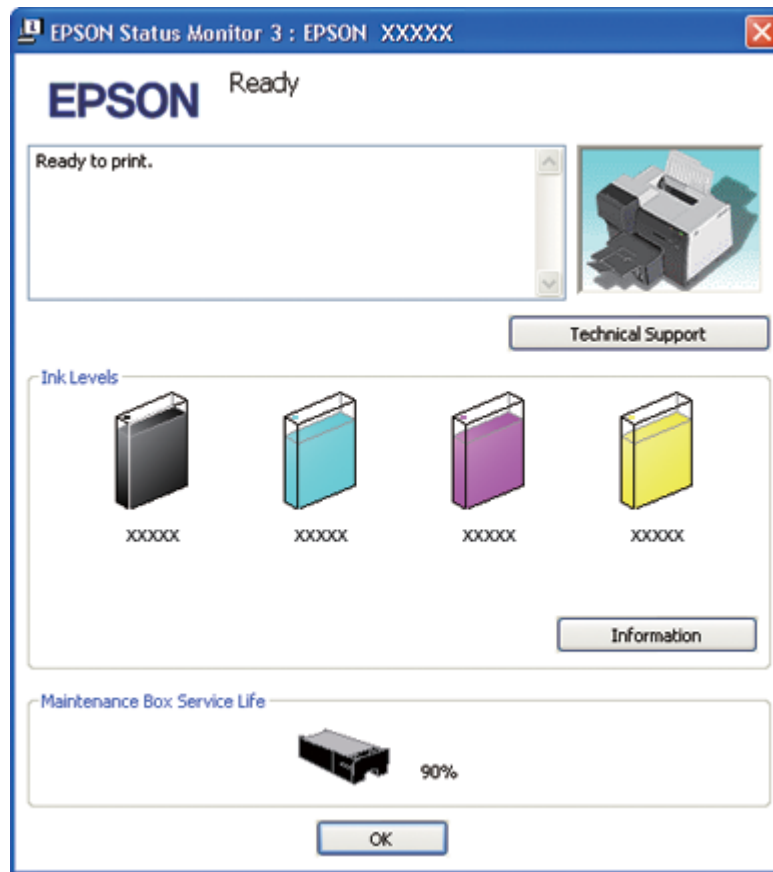 EPSON Status Monitor 3 : EPSON XXXXX
EPSON
Ready
Ready to print.
Technical Support
Ink Levels
XXXXX XXXXX XXXXX XXXXX
Information
Maintenance Box Service Life
90%
OK